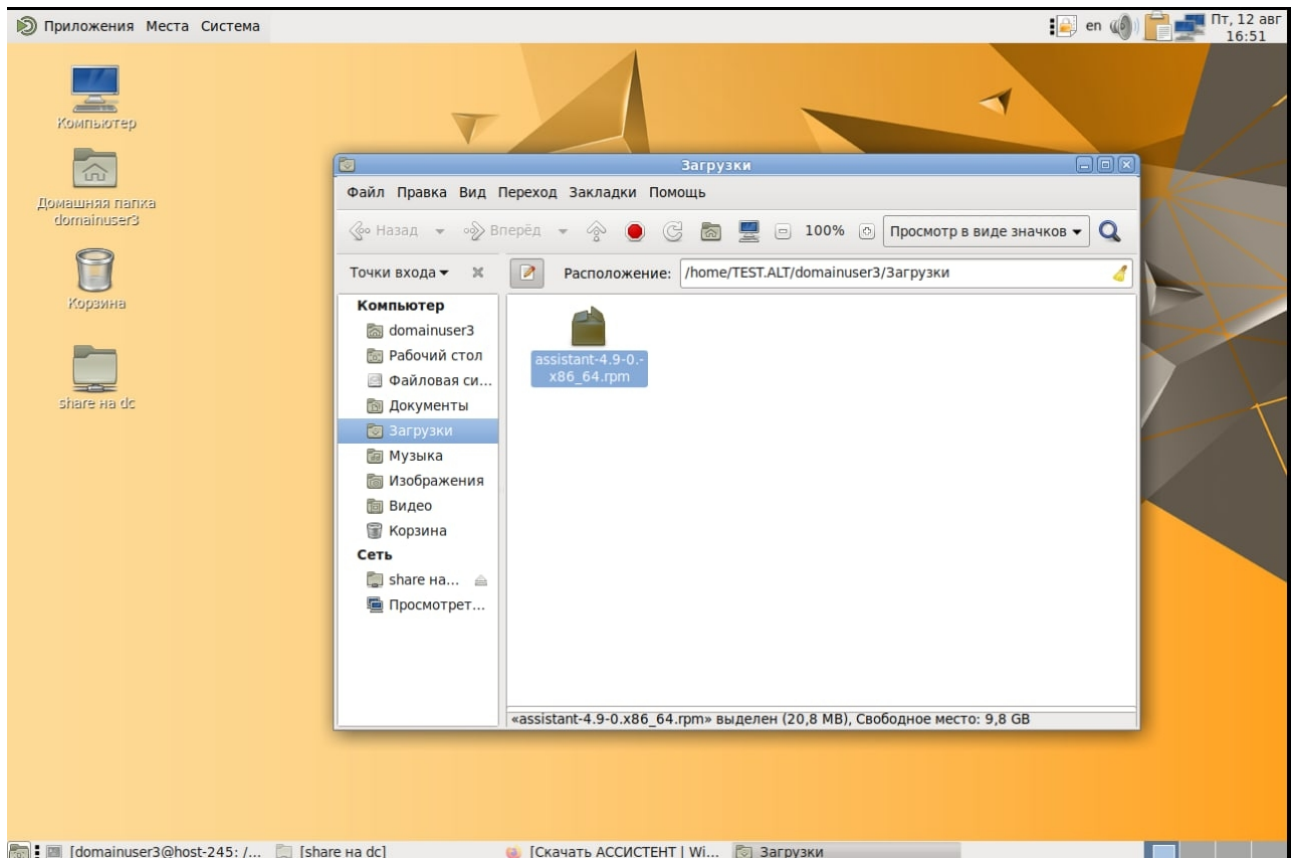 Приложения Места Система
en
Пт, 12 авг
16:51
Компьютер
Домашняя папка
domainuser3
Корзина
share на dc
Загрузки
Файл Правка Вид Переход Закладки Помощь
Назад Вперёд 100% Просмотр в виде значков
Точки входа Расположение: /home/TEST.ALT/domainuser3/Загрузки
Компьютер
domainuser3
Рабочий стол
Файловая си...
Документы
Загрузки
Музыка
Изображения
Видео
Корзина
Сеть
share на...
Просмотрет...
assistant-4.9-0.-
x86_64.rpm
«assistant-4.9-0.x86_64.rpm» выделен (20,8 MB), Свободное место: 9,8 GB
[domainuser3@host-245: /... [share на dc] [Скачать АССИСТЕНТ | Wi... Загрузки